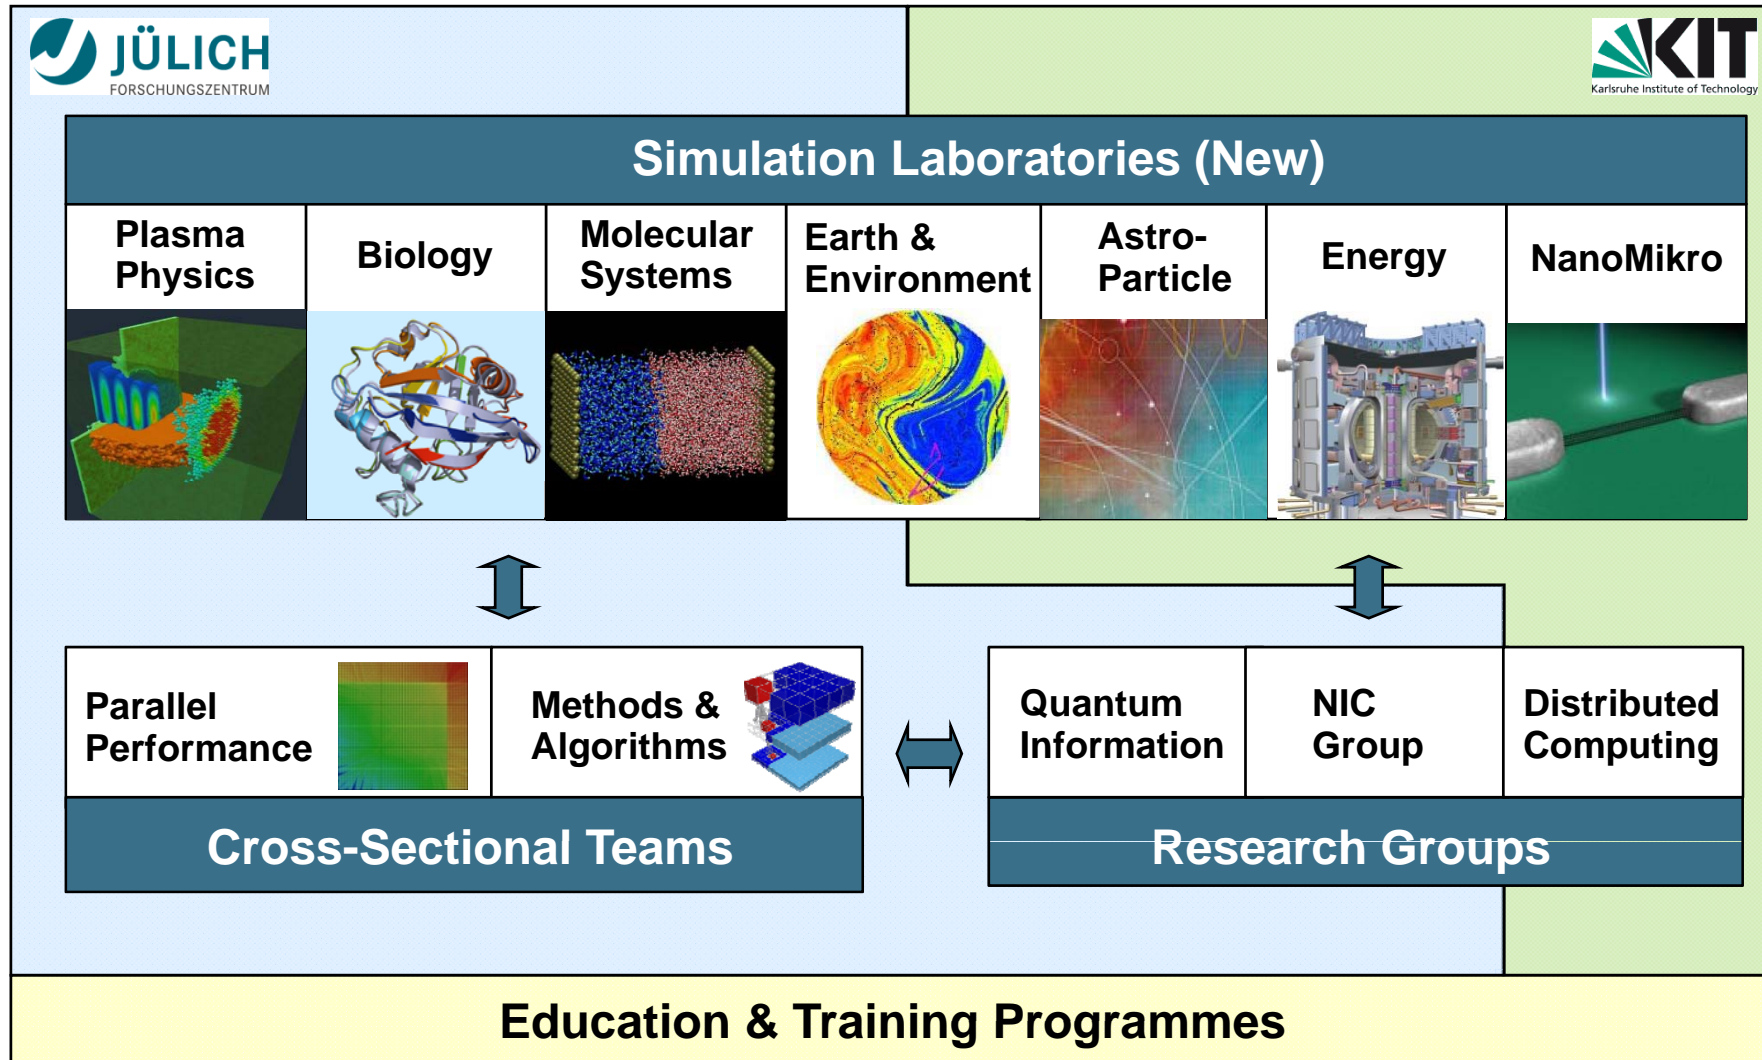 JÜLICH
FORSCHUNGSZENTRUM
KIT
Karlsruhe Institute of Technology
Simulation Laboratories (New)
Plasma
Physics
Biology
Molecular
Systems
Earth &
Environment
Astro-
Particle
Energy
NanoMikro
Parallel
Performance
Methods &
Algorithms
Quantum
Information
NIC
Group
Distributed
Computing
Cross-Sectional Teams
Research Groups
Education & Training Programmes